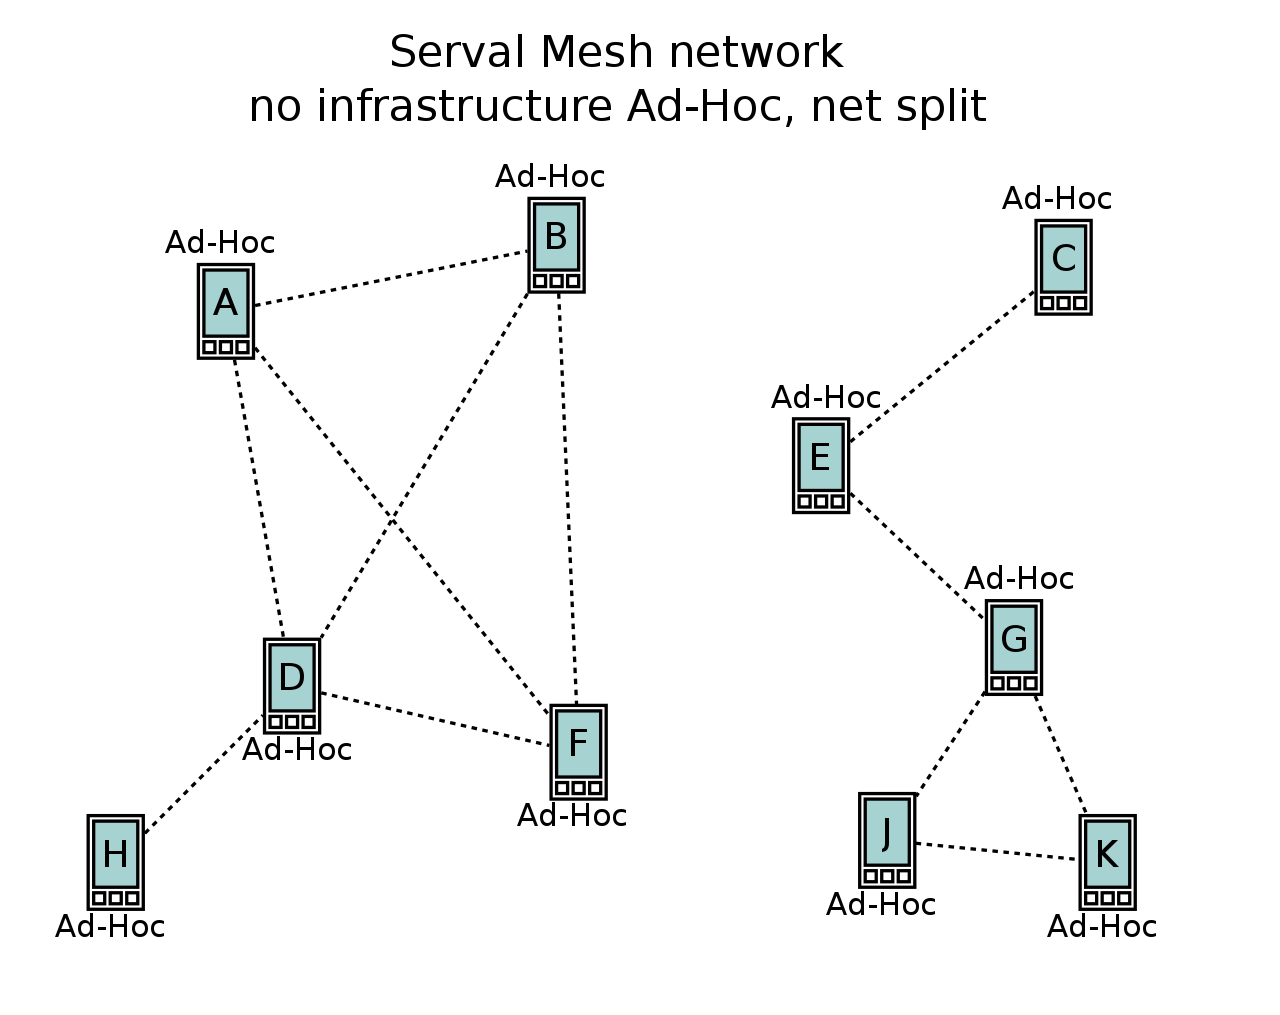 Serval Mesh network
no infrastructure Ad-Hoc, net split
Ad-Hoc
B
Ad-Hoc
C
Ad-Hoc
A
Ad-Hoc
E
Ad-Hoc
G
D
Ad-Hoc
F
Ad-Hoc
J
Ad-Hoc
H
Ad-Hoc
K
Ad-Hoc